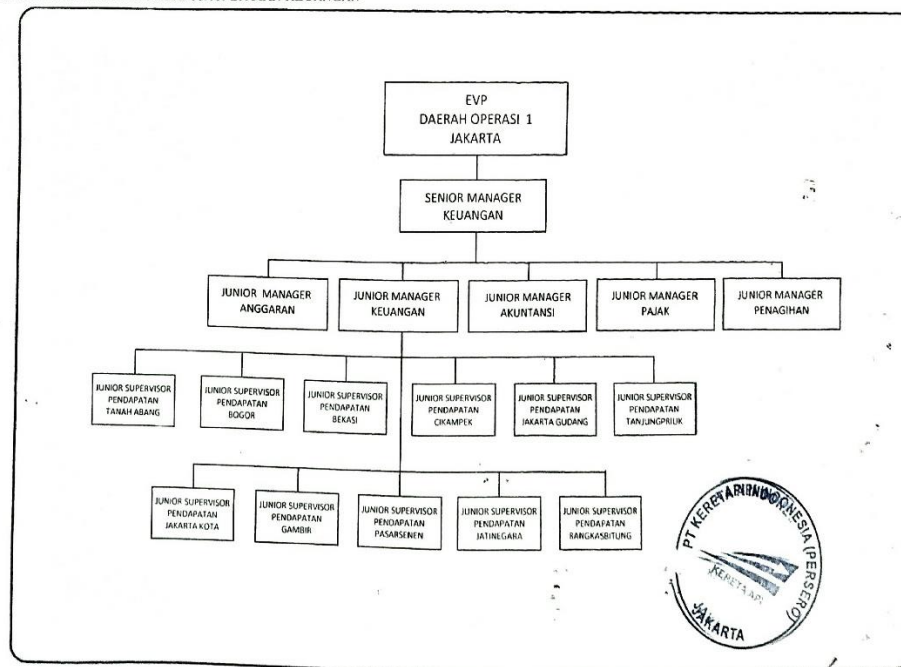 EVP
DAERAH OPERASI 1
JAKARTA
SENIOR MANAGER
KEUANGAN
JUNIOR MANAGER
ANGGARAN
JUNIOR MANAGER
KEUANGAN
JUNIOR MANAGER
AKUNTANSI
JUNIOR MANAGER
PAJAK
JUNIOR MANAGER
PENAGIHAN
JUNIOR SUPERVISOR
PENDAPATAN
TANAH ABANG
JUNIOR SUPERVISOR
PENDAPATAN
BOGOR
JUNIOR SUPERVISOR
PENDAPATAN
BEKASI
JUNIOR SUPERVISOR
PENDAPATAN
CIKAMPEK
JUNIOR SUPERVISOR
PENDAPATAN
JAKARTA GUDANG
JUNIOR SUPERVISOR
PENDAPATAN
TANJUNGPRIUK
JUNIOR SUPERVISOR
PENDAPATAN
JAKARTA KOTA
JUNIOR SUPERVISOR
PENDAPATAN
GAMBIR
JUNIOR SUPERVISOR
PENDAPATAN
PASARSENEN
JUNIOR SUPERVISOR
PENDAPATAN
JATINEGARA
JUNIOR SUPERVISOR
PENDAPATAN
RANGKASBITUNG
PT KERETA API INDONESIA (PERSERO)
KERETA API
JAKARTA